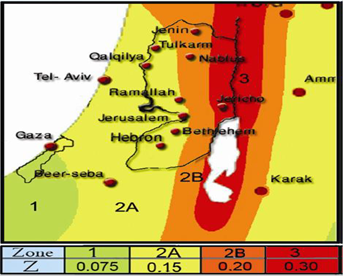 Jenin
Tulkarm
Qalqilya
Nablus
Tel- Aviv
3
Ramallah
Jericho
Amm
Jerusalem
Gaza
Hebron
Bethlehem
Beer-seba
2B
Karak
1
2A
Zone 1 2A 2B 3
Z 0.075 0.15 0.20 0.30